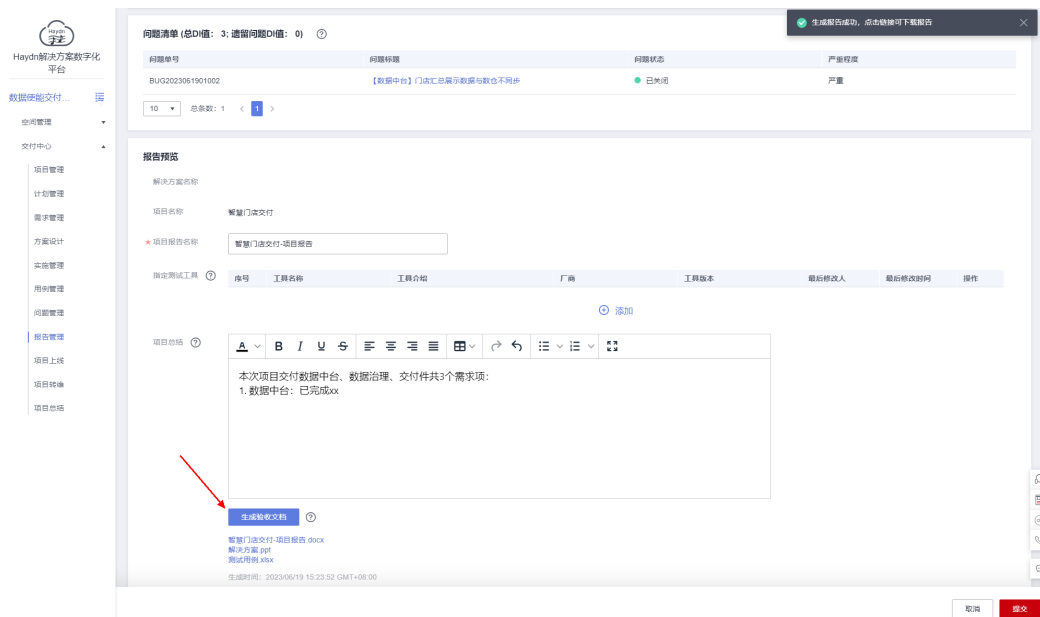 Haydn
Haydn解决方案数字化
平台
数据使能交付...
空间管理
交付中心
项目管理
计划管理
需求管理
方案设计
实施管理
用例管理
问题管理
报告管理
项目上线
项目转维
项目总结
生成报告成功，点击链接可下载报告
问题清单 (总DI值： 3; 遗留问题DI值： 0)
问题单号 问题标题 问题状态 严重程度
BUG2023061901002 【数据中台】门店汇总展示数据与数仓不同步 已关闭 严重
10 总条数：1 < 1 >
报告预览
解决方案名称
项目名称 智慧门店交付
* 项目报告名称 智慧门店交付-项目报告
指定测试工具 序号 工具名称 工具介绍 厂商 工具版本 最后修改人 最后修改时间 操作
添加
项目总结
A B I U S
本次项目交付数据中台、数据治理、交付件共3个需求项：
1. 数据中台：已完成xx
生成验收文档
智慧门店交付-项目报告.docx
解决方案.ppt
测试用例.xlsx
生成时间：2023/06/19 15:23:52 GMT+08:00
取消 提交